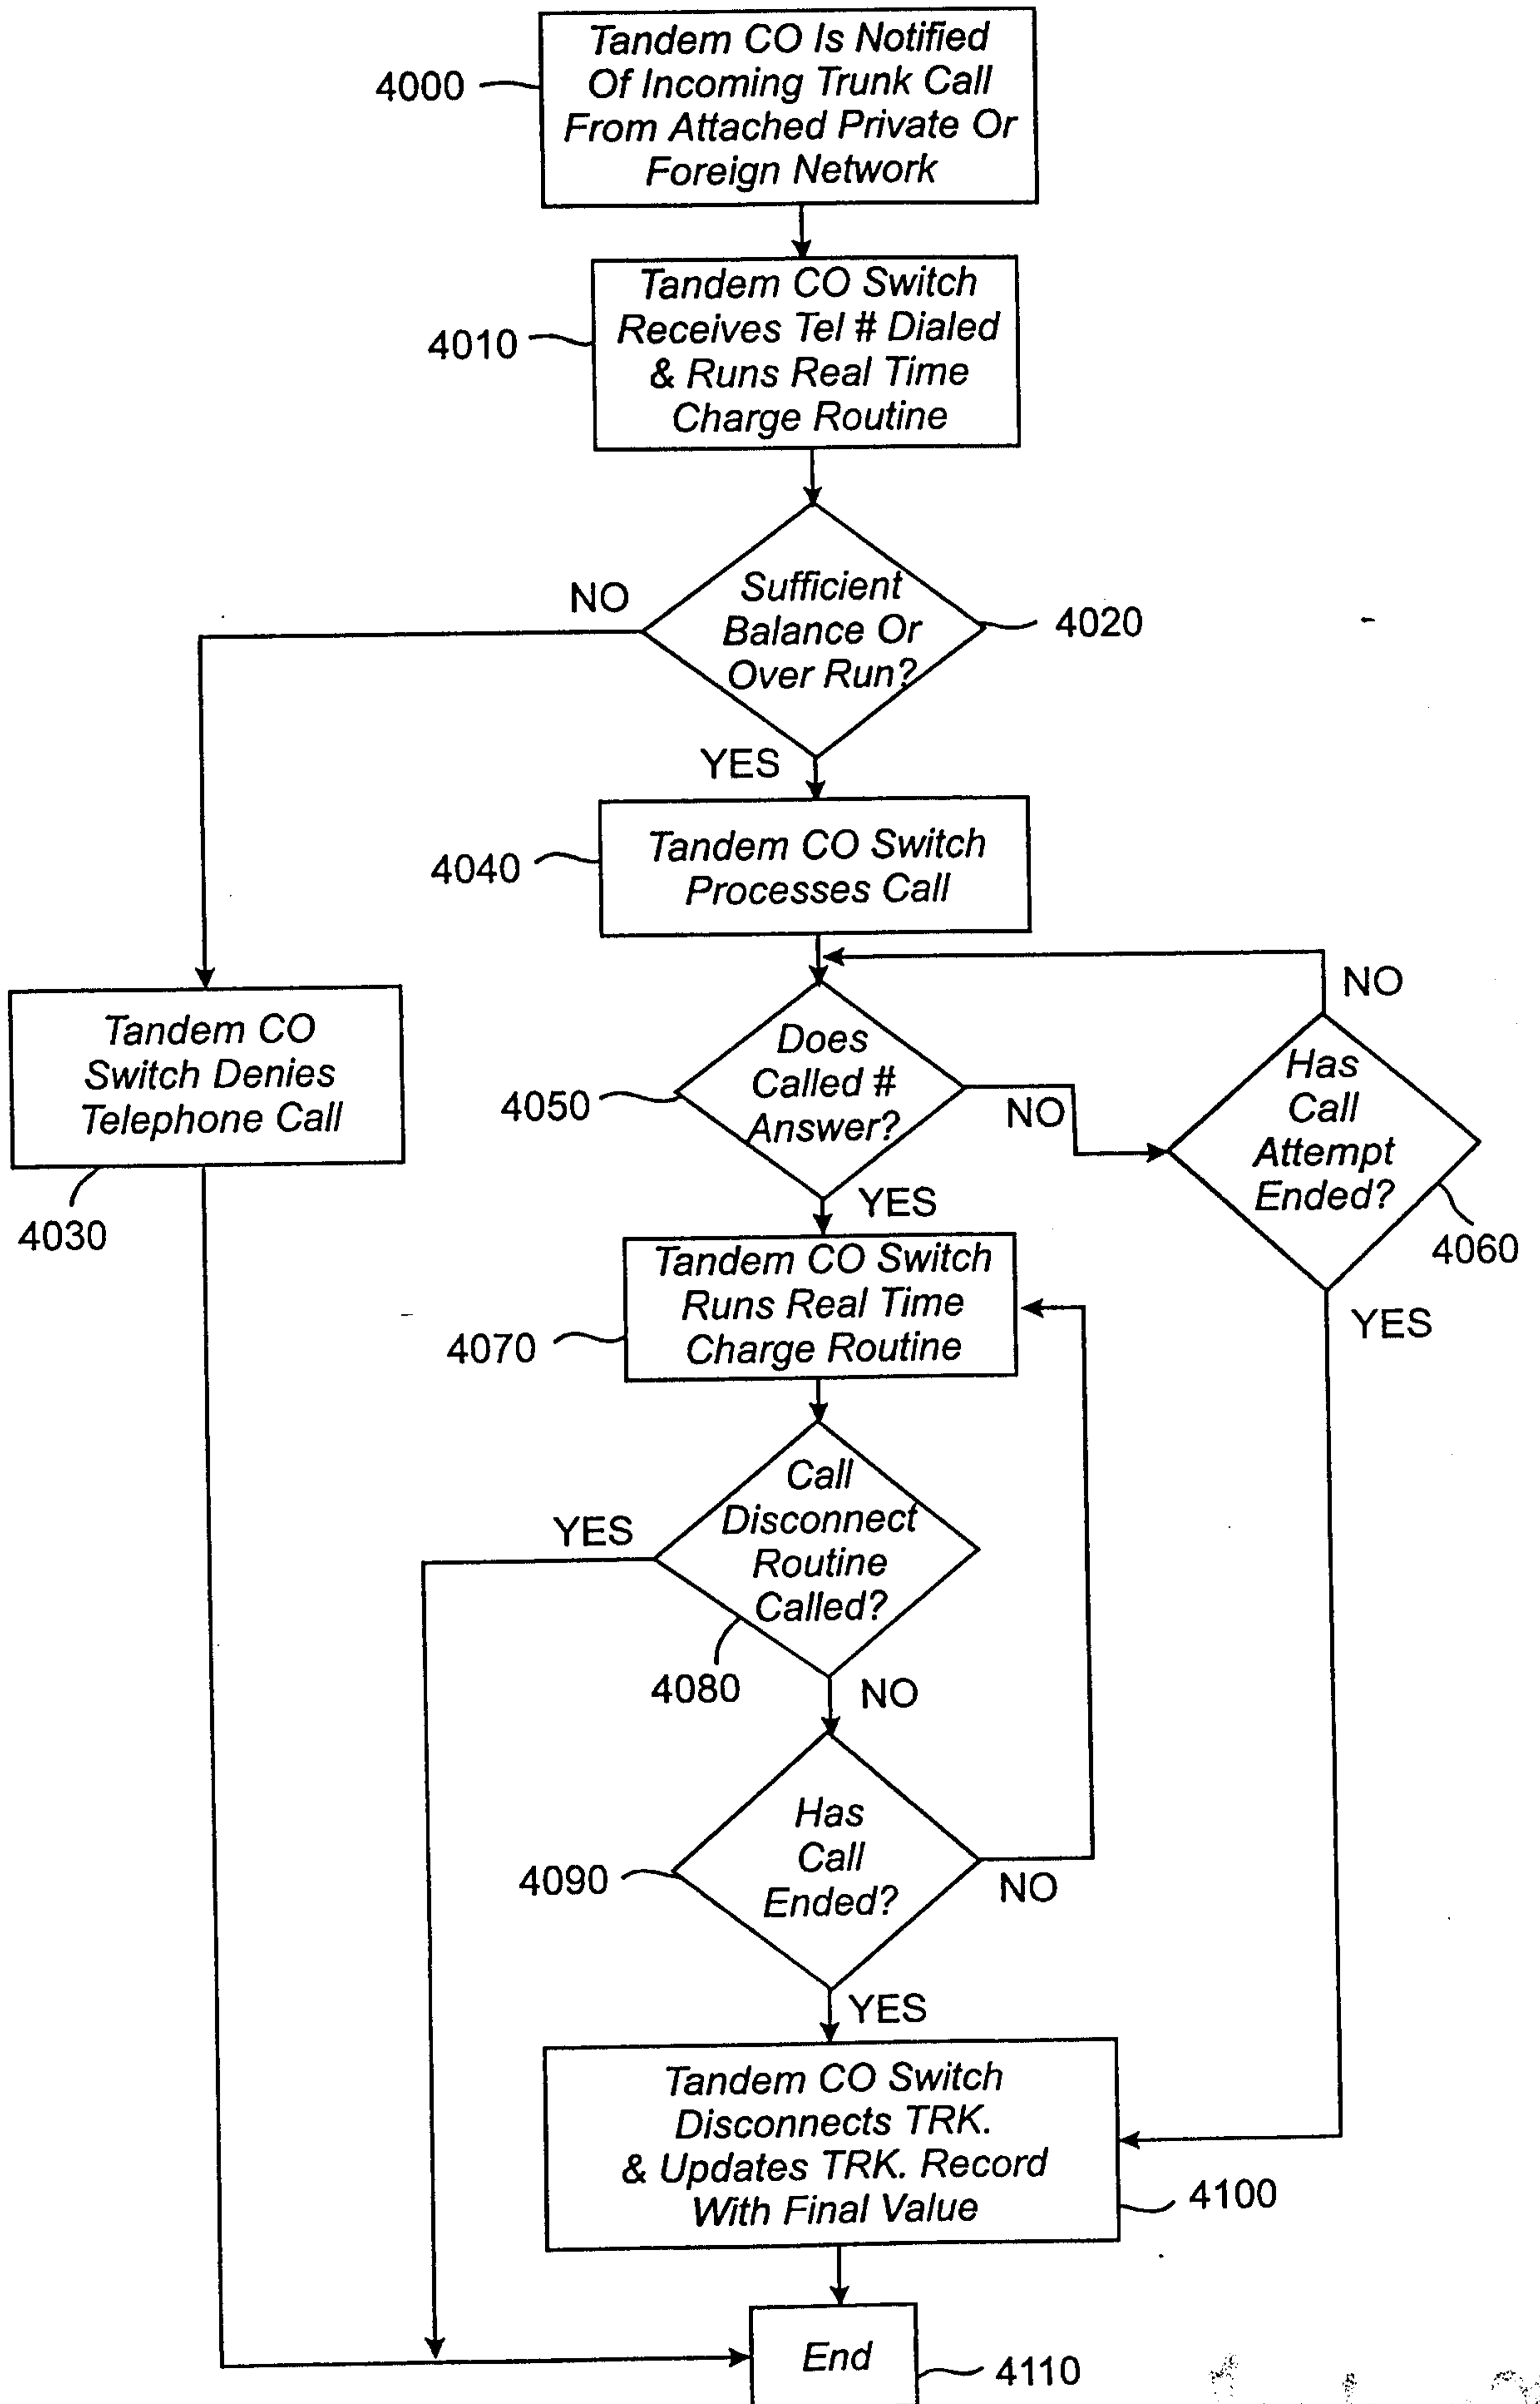 Tandem CO Is Notified
Of Incoming Trunk Call
From Attached Private Or
Foreign Network
4000
Tandem CO Switch
Receives Tel # Dialed
& Runs Real Time
Charge Routine
4010
Sufficient
Balance Or
Over Run?
NO
4020
YES
Tandem CO Switch
Processes Call
4040
Tandem CO
Switch Denies
Telephone Call
4030
Does
Called #
Answer?
4050
NO
YES
Has
Call
Attempt
Ended?
NO
4060
YES
Tandem CO Switch
Runs Real Time
Charge Routine
4070
Call
Disconnect
Routine
Called?
YES
4080
NO
Has
Call
Ended?
4090
NO
YES
Tandem CO Switch
Disconnects TRK.
& Updates TRK. Record
With Final Value
4100
End
4110